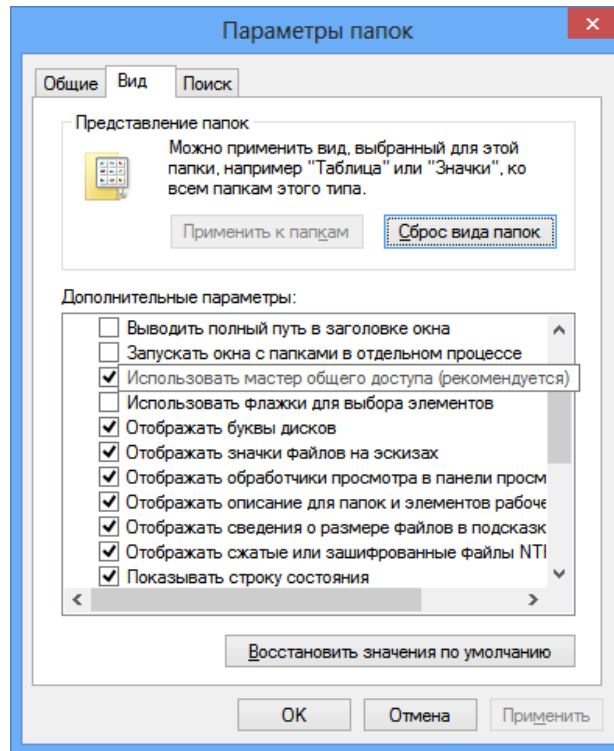 Параметры папок
Общие
Вид
Поиск
Представление папок
Можно применить вид, выбранный для этой
папки, например "Таблица" или "Значки", ко
всем папкам этого типа.
Применить к папкам
Сброс вида папок
Дополнительные параметры:
Выводить полный путь в заголовке окна
Запускать окна с папками в отдельном процессе
Использовать мастер общего доступа (рекомендуется)
Использовать флажки для выбора элементов
Отображать буквы дисков
Отображать значки файлов на эскизах
Отображать обработчики просмотра в панели просм
Отображать описание для папок и элементов рабоче
Отображать сведения о размере файлов в подсказк
Отображать сжатые или зашифрованные файлы NTF
Показывать строку состояния
Восстановить значения по умолчанию
OK
Отмена
Применить